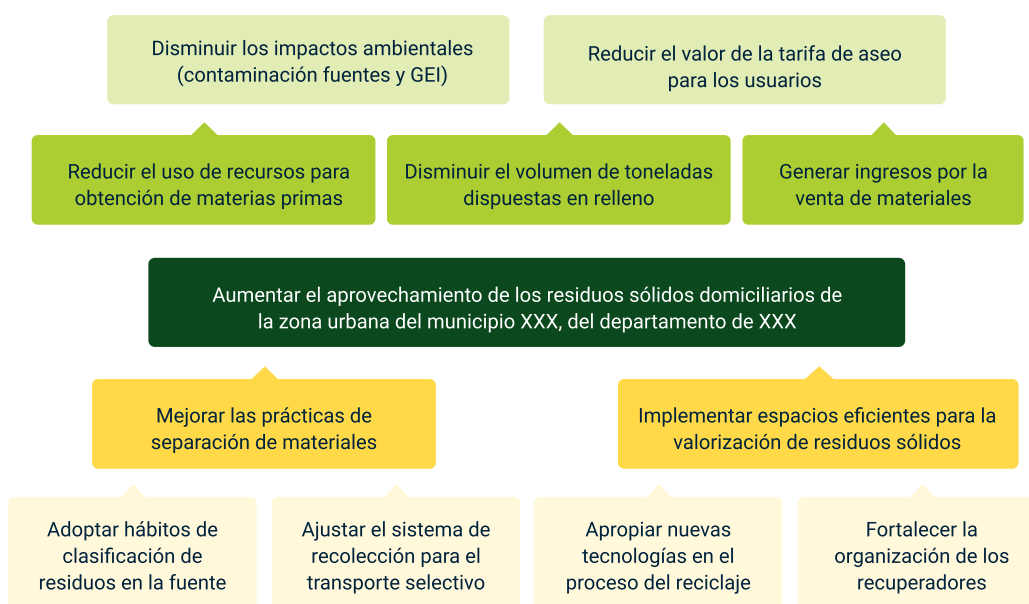 Disminuir los impactos ambientales
(contaminación fuentes y GEI)
Reducir el valor de la tarifa de aseo
para los usuarios
Reducir el uso de recursos para
obtención de materias primas
Disminuir el volumen de toneladas
dispuestas en relleno
Generar ingresos por la
venta de materiales
Aumentar el aprovechamiento de los residuos sólidos domiciliarios de
la zona urbana del municipio XXX, del departamento de XXX
Mejorar las prácticas de
separación de materiales
Implementar espacios eficientes para la
valorización de residuos sólidos
Adoptar hábitos de
clasificación de
residuos en la fuente
Ajustar el sistema de
recolección para el
transporte selectivo
Apropiar nuevas
tecnologías en el
proceso del reciclaje
Fortalecer la
organización de los
recuperadores